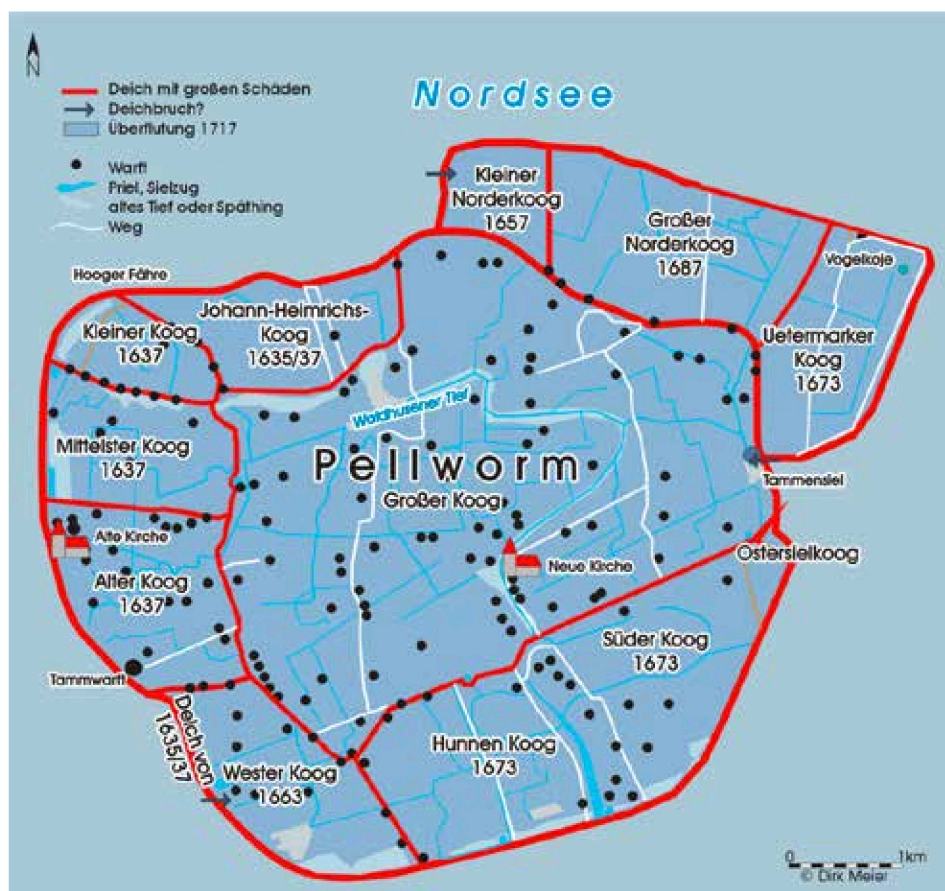 N
Deich mit großen Schäden
Deichbruch?
Überflutung 1717
Warft
Priel, Sielzug
altes Tief oder Späthing
Weg
Nordsee
Kleiner
Norderkoog
1657
Großer
Norderkoog
1687
Vogelkoje
Hooger Fähre
Johann-Heimrichs-
Koog
1635/37
Kleiner Koog
1637
Uetermarker
Koog
1673
Waldhusener Tief
Mittelster Koog
1637
Pellworm
Großer Koog
Tammensiel
Alte Kirche
Neue Kirche
Ostersielkoog
Alter Koog
1637
Süder Koog
1673
Tammwarft
Deich von
1635/37
Wester Koog
1663
Hunnen Koog
1673
0 1km
© Dirk Meier